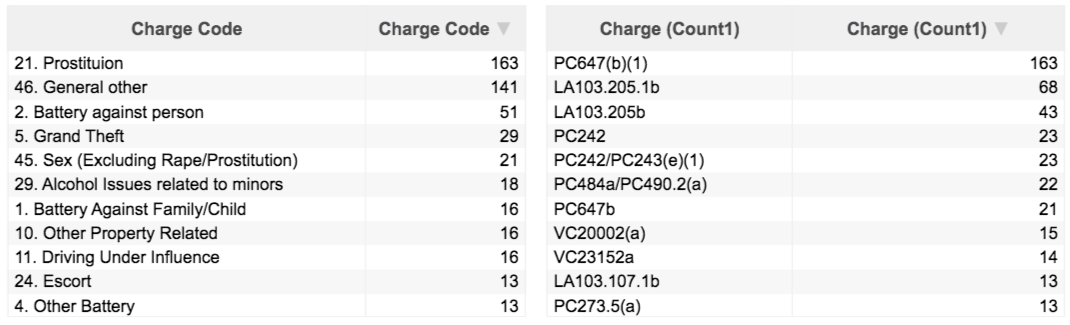 Charge Code Charge Code
21. Prostituion 163
46. General other 141
2. Battery against person 51
5. Grand Theft 29
45. Sex (Excluding Rape/Prostitution) 21
29. Alcohol Issues related to minors 18
1. Battery Against Family/Child 16
10. Other Property Related 16
11. Driving Under Influence 16
24. Escort 13
4. Other Battery 13
Charge (Count1) Charge (Count1)
PC647(b)(1) 163
LA103.205.1b 68
LA103.205b 43
PC242 23
PC242/PC243(e)(1) 23
PC484a/PC490.2(a) 22
PC647b 21
VC20002(a) 15
VC23152a 14
LA103.107.1b 13
PC273.5(a) 13